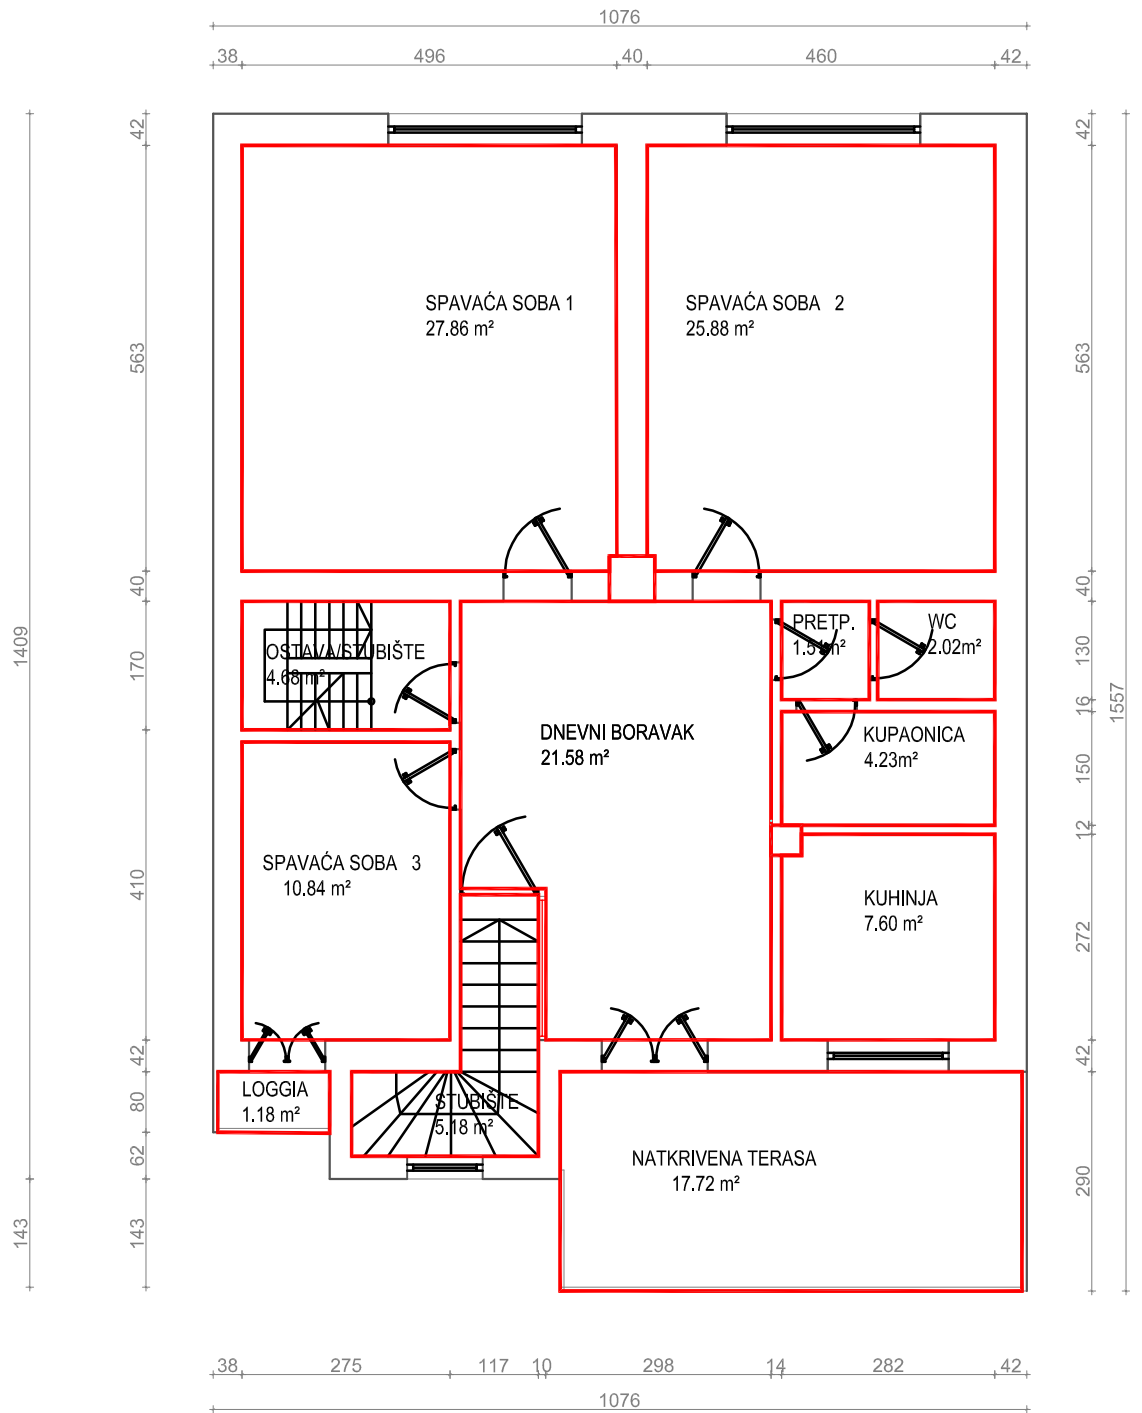 1076
38 496 40 460 42
42
42
SPAVAĆA SOBA 1
27.86 m²
SPAVAĆA SOBA 2
25.88 m²
563
563
40
40
1409
170
OSTAVA/STUBIŠTE
4.68 m²
PRETP.
WC
2.02m²
130
16
1557
DNEVNI BORAVAK
21.58 m²
KUPAONICA
4.23m²
150
12
SPAVAĆA SOBA 3
10.84 m²
410
KUHINJA
7.60 m²
272
42
42
LOGGIA
1.18 m²
80
STUBIŠTE
5.18 m²
62
NATKRIVENA TERASA
17.72 m²
290
143
143
38 275 117 10 298 14 282 42
1076